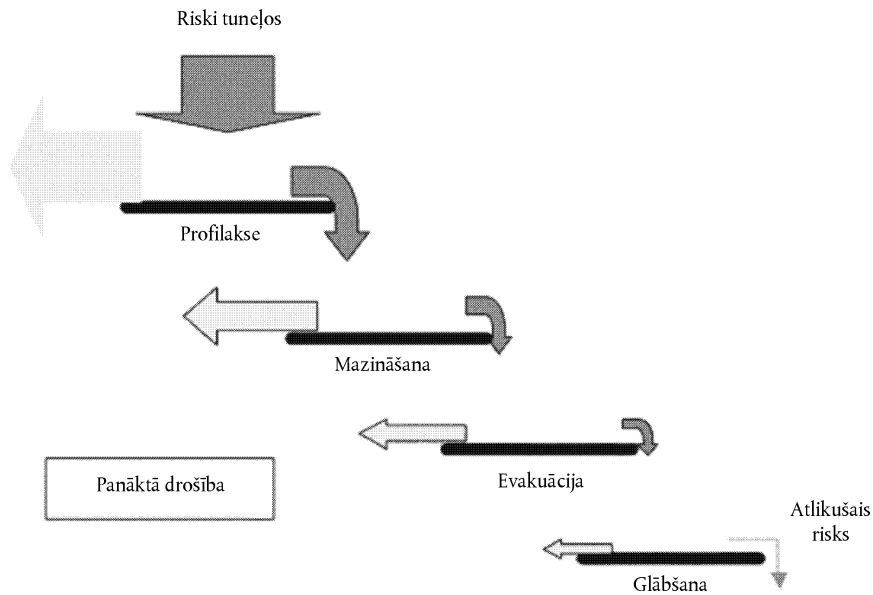 Riski tuneļos
Profilakse
Mazināšana
Evakuācija
Panāktā drošība
Atlikušais
risks
Glābšana